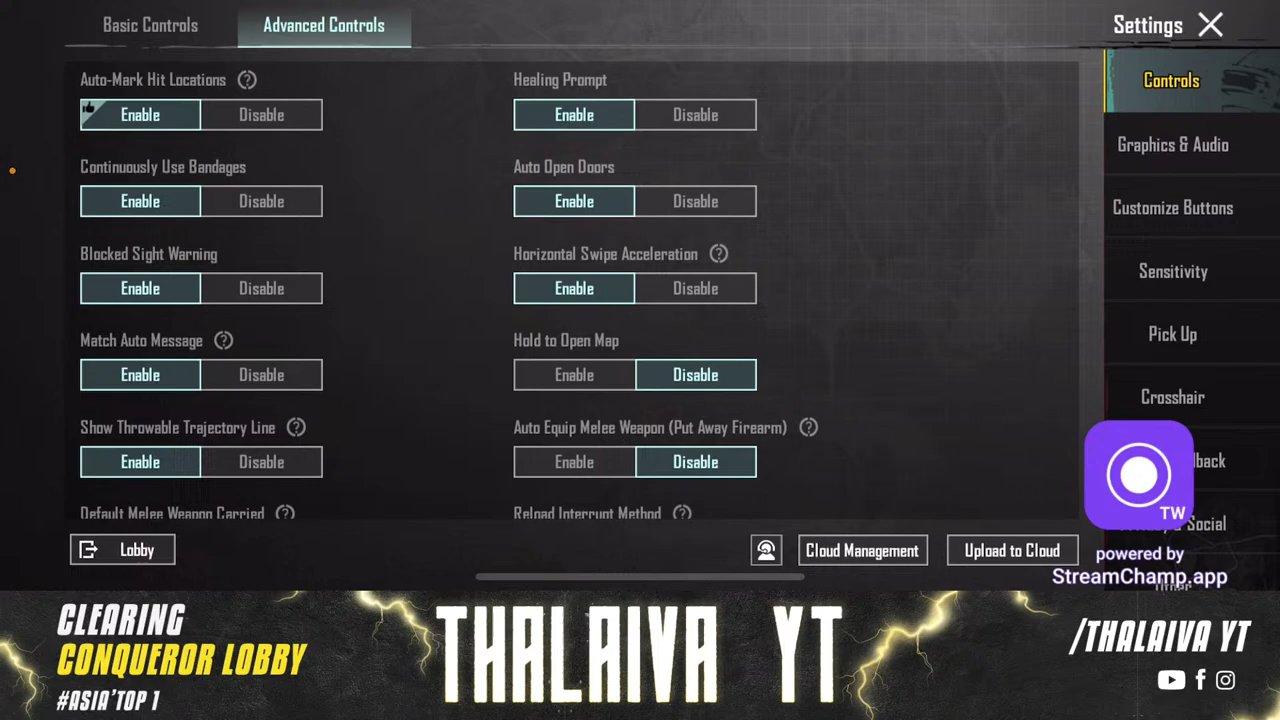 Basic Controls
Advanced Controls
Settings
Auto-Mark Hit Locations
Healing Prompt
Enable Disable
Enable Disable
Continuously Use Bandages
Auto Open Doors
Enable Disable
Enable Disable
Blocked Sight Warning
Horizontal Swipe Acceleration
Enable Disable
Enable Disable
Match Auto Message
Hold to Open Map
Enable Disable
Enable Disable
Show Throwable Trajectory Line
Auto Equip Melee Weapon (Put Away Firearm)
Enable Disable
Enable Disable
Default Melee Weapon Carried
Reload Interrupt Method
Lobby
Cloud Management
Upload to Cloud
Controls
Graphics & Audio
Customize Buttons
Sensitivity
Pick Up
Crosshair
back
& Social
TW
powered by
StreamChamp.app
CLEARING
CONQUEROR LOBBY
#ASIA'TOP 1
THALAIVA YT
/THALAIVA YT